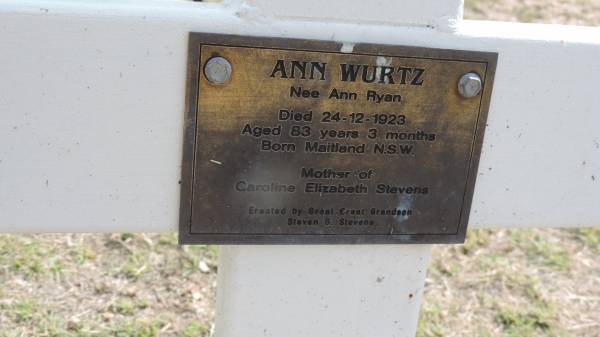 ANN WURTZ
Nee Ann Ryan
Died 24-12-1923
Aged 83 years 3 months
Born Maitland N.S.W.
Mother of
Caroline Elizabeth Stevens
Erected by Great Great Grandson
Steven G. Stevens